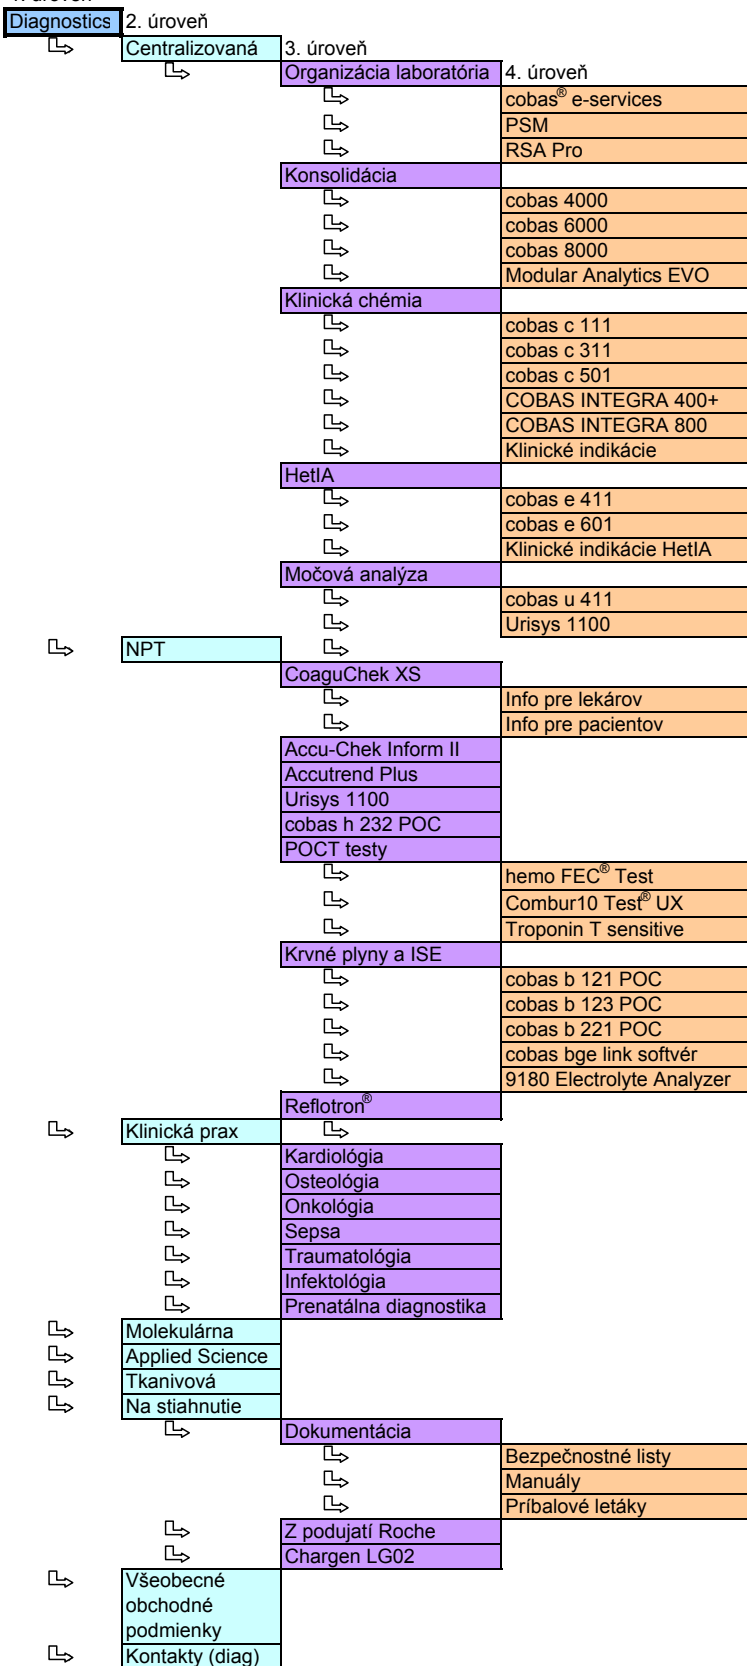 Diagnostics 2. úroveň
Centralizovaná 3. úroveň
Organizácia laboratória 4. úroveň
cobas® e-services
PSM
RSA Pro
Konsolidácia
cobas 4000
cobas 6000
cobas 8000
Modular Analytics EVO
Klinická chémia
cobas c 111
cobas c 311
cobas c 501
COBAS INTEGRA 400+
COBAS INTEGRA 800
Klinické indikácie
HetIA
cobas e 411
cobas e 601
Klinické indikácie HetIA
Močová analýza
cobas u 411
Urisys 1100
NPT
CoaguChek XS
Info pre lekárov
Info pre pacientov
Accu-Chek Inform II
Accutrend Plus
Urisys 1100
cobas h 232 POC
POCT testy
hemo FEC® Test
Combur10 Test® UX
Troponin T sensitive
Krvné plyny a ISE
cobas b 121 POC
cobas b 123 POC
cobas b 221 POC
cobas bge link softvér
9180 Electrolyte Analyzer
Reflotron®
Klinická prax
Kardiológia
Osteológia
Onkológia
Sepsa
Traumatológia
Infektológia
Prenatálna diagnostika
Molekulárna
Applied Science
Tkanivová
Na stiahnutie
Dokumentácia
Bezpečnostné listy
Manuály
Príbalové letáky
Z podujatí Roche
Chargen LG02
Všeobecné
obchodné
podmienky
Kontakty (diag)